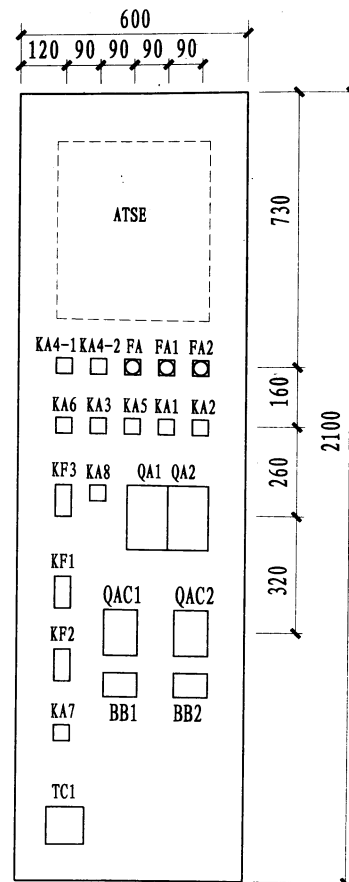 600
120 90 90 90 90
ATSE
730
KA4-1 KA4-2 FA FA1 FA2
160
KA6 KA3 KA5 KA1 KA2
2100
260
KF3 KA8 QA1 QA2
320
KF1
QAC1 QAC2
KF2
BB1 BB2
KA7
TC1